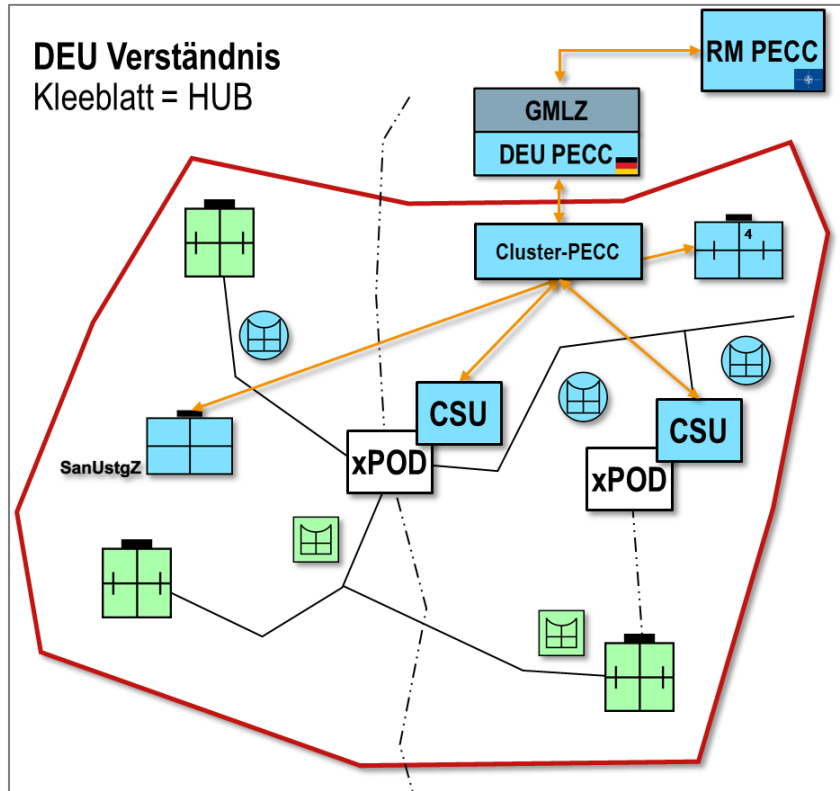 DEU Verständnis
Kleeblatt = HUB
RM PECC
GMLZ
DEU PECC
Cluster-PECC
4
CSU
CSU
xPOD
xPOD
SanUstgZ